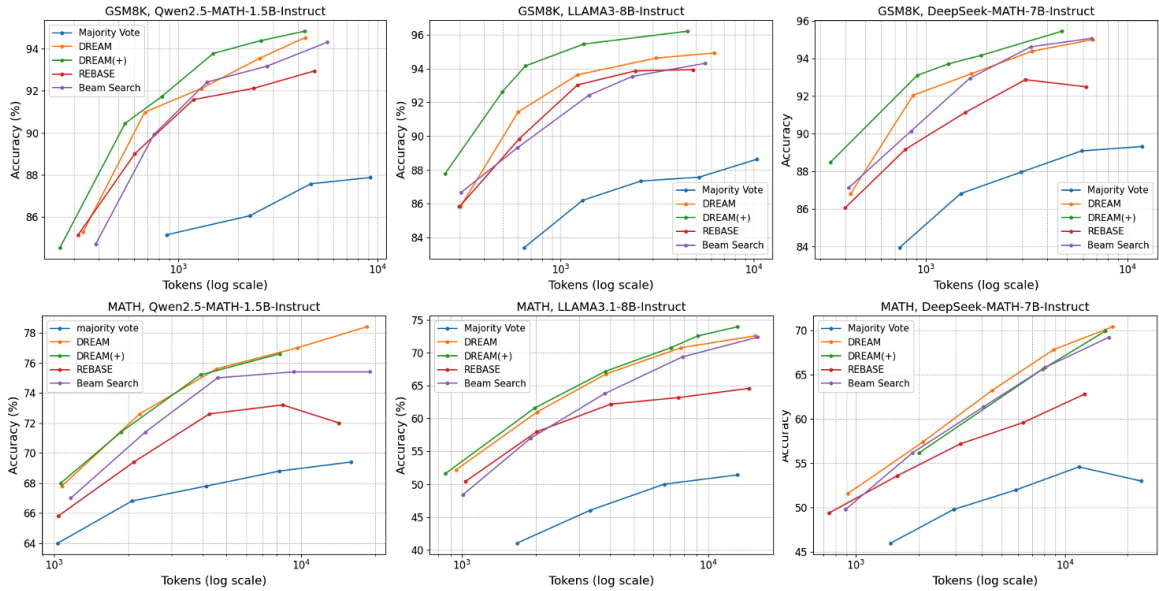 GSM8K, Qwen2.5-MATH-1.5B-Instruct
Accuracy (%)
94
92
90
88
86
Majority Vote
DREAM
DREAM(+)
REBASE
Beam Search
10³
10⁴
Tokens (log scale)
GSM8K, LLAMA3-8B-Instruct
Accuracy (%)
96
94
92
90
88
86
84
Majority Vote
DREAM
DREAM(+)
REBASE
Beam Search
10³
10⁴
Tokens (log scale)
GSM8K, DeepSeek-MATH-7B-Instruct
Accuracy
96
94
92
90
88
86
84
Majority Vote
DREAM
DREAM(+)
REBASE
Beam Search
10³
10⁴
Tokens (log scale)
MATH, Qwen2.5-MATH-1.5B-Instruct
Accuracy (%)
78
76
74
72
70
68
66
64
majority vote
DREAM
DREAM(+)
REBASE
Beam Search
10³
10⁴
Tokens (log scale)
MATH, LLAMA3.1-8B-Instruct
Accuracy (%)
75
70
65
60
55
50
45
40
Majority Vote
DREAM
DREAM(+)
REBASE
Beam Search
10³
10⁴
Tokens (log scale)
MATH, DeepSeek-MATH-7B-Instruct
Accuracy
70
65
60
55
50
45
Majority Vote
DREAM
DREAM(+)
REBASE
Beam Search
10³
10⁴
Tokens (log scale)